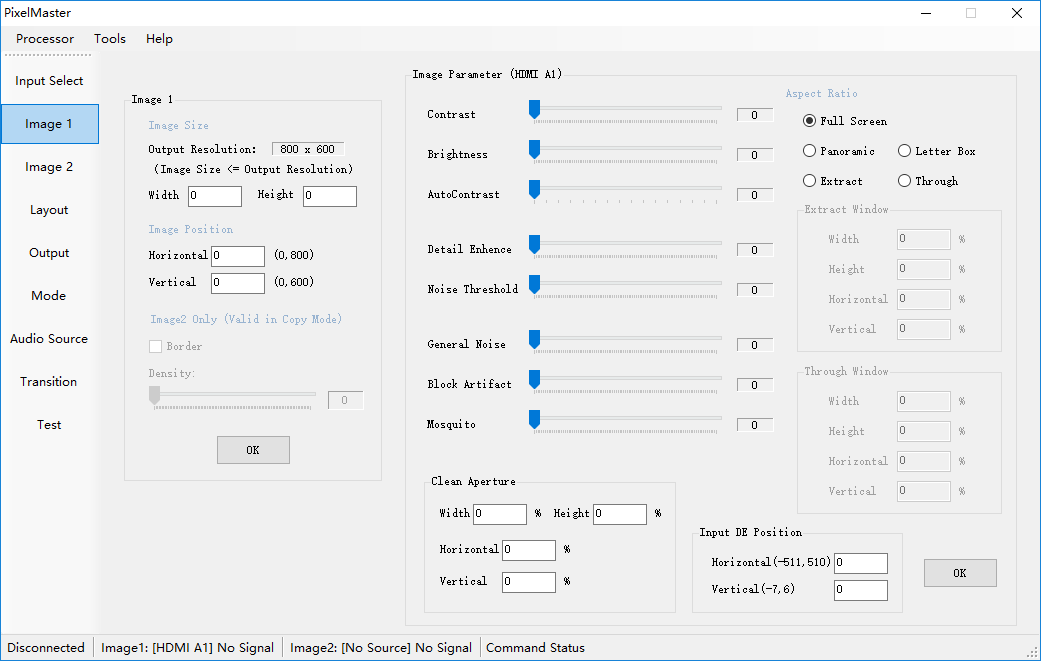 PixelMaster
Processor Tools Help
Input Select
Image 1
Image 2
Layout
Output
Mode
Audio Source
Transition
Test
Image 1
Image Size
Output Resolution: 800 x 600
(Image Size <= Output Resolution)
Width 0 Height 0
Image Position
Horizontal 0 (0,800)
Vertical 0 (0,600)
Image2 Only (Valid in Copy Mode)
Border
Density:
0
OK
Image Parameter (HDMI A1)
Contrast 0
Brightness 0
AutoContrast 0
Detail Enhence 0
Noise Threshold 0
General Noise 0
Block Artifact 0
Mosquito 0
Aspect Ratio
Full Screen
Panoramic Letter Box
Extract Through
Extract Window
Width 0 %
Height 0 %
Horizontal 0 %
Vertical 0 %
Through Window
Width 0 %
Height 0 %
Horizontal 0 %
Vertical 0 %
Clean Aperture
Width 0 % Height 0 %
Horizontal 0 %
Vertical 0 %
Input DE Position
Horizontal(-511,510) 0
Vertical(-7,6) 0
OK
Disconnected Image1: [HDMI A1] No Signal Image2: [No Source] No Signal Command Status